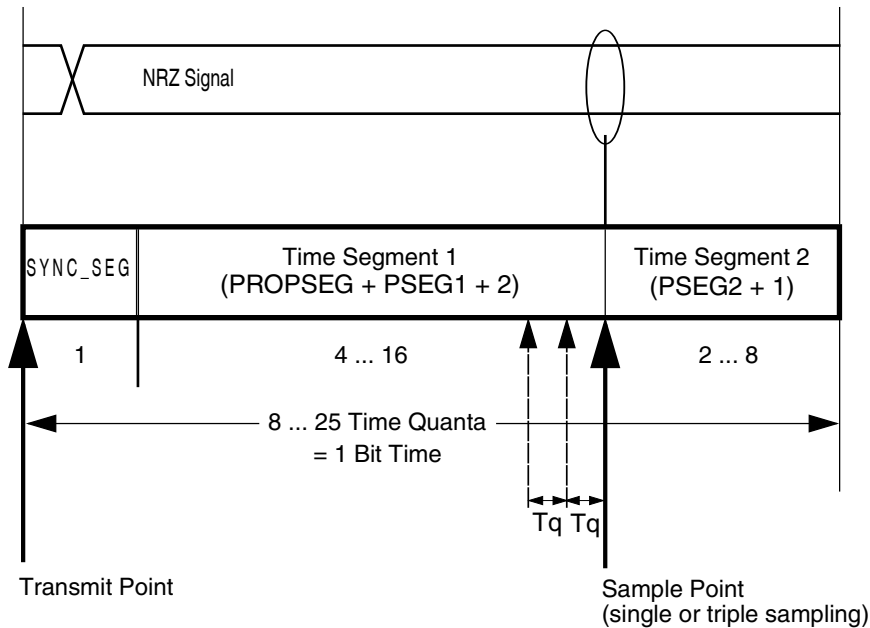 NRZ Signal
SYNC_SEG
Time Segment 1
(PROPSEG + PSEG1 + 2)
Time Segment 2
(PSEG2 + 1)
1
4 ... 16
2 ... 8
8 ... 25 Time Quanta
= 1 Bit Time
Tq Tq
Transmit Point
Sample Point
(single or triple sampling)